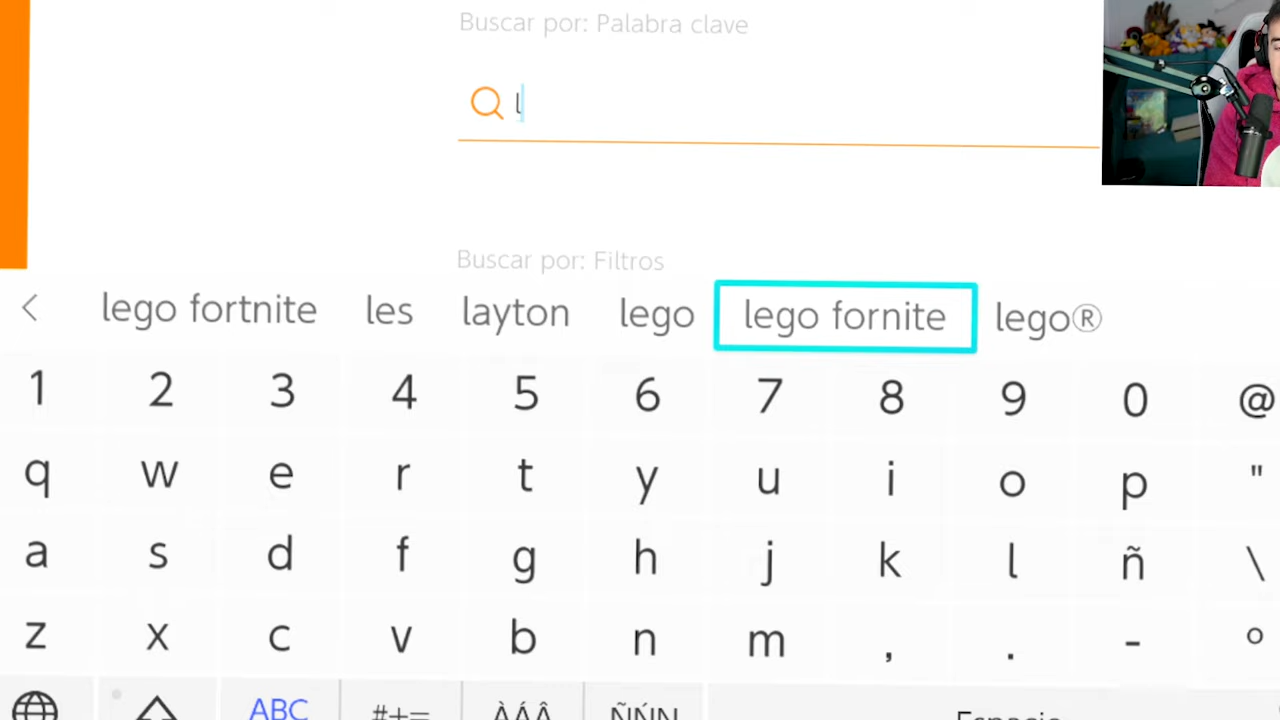 Buscar por: Palabra clave
l
Buscar por: Filtros
lego fortnite les layton lego lego fornite lego®
1 2 3 4 5 6 7 8 9 0 @
q w e r t y u i o p "
a s d f g h j k l ñ \
z x c v b n m , . - º
ABC #+= ÀÁÂ ÑŃN Espacio